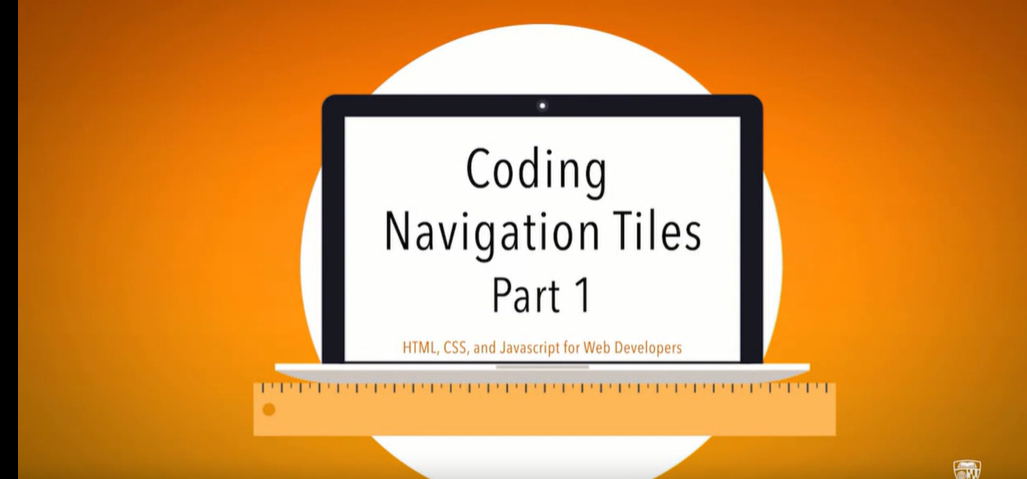 Coding
Navigation Tiles
Part 1
HTML, CSS, and Javascript for Web Developers